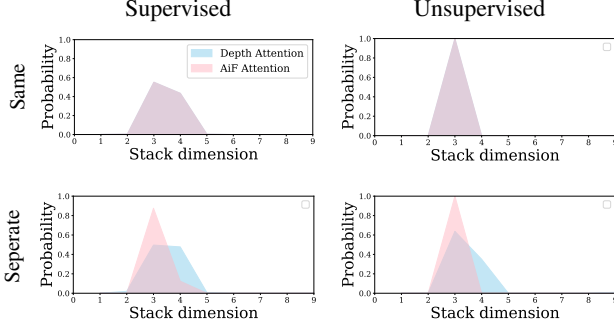 Supervised
Unsupervised
Same
Probability
1.0
0.8
0.6
0.4
0.2
0.0
Depth Attention
AiF Attention
0 1 2 3 4 5 6 7 8 9
Stack dimension
Probability
1.0
0.8
0.6
0.4
0.2
0.0
0 1 2 3 4 5 6 7 8 9
Stack dimension
Seperate
Probability
1.0
0.8
0.6
0.4
0.2
0.0
0 1 2 3 4 5 6 7 8 9
Stack dimension
Probability
1.0
0.8
0.6
0.4
0.2
0.0
0 1 2 3 4 5 6 7 8 9
Stack dimension